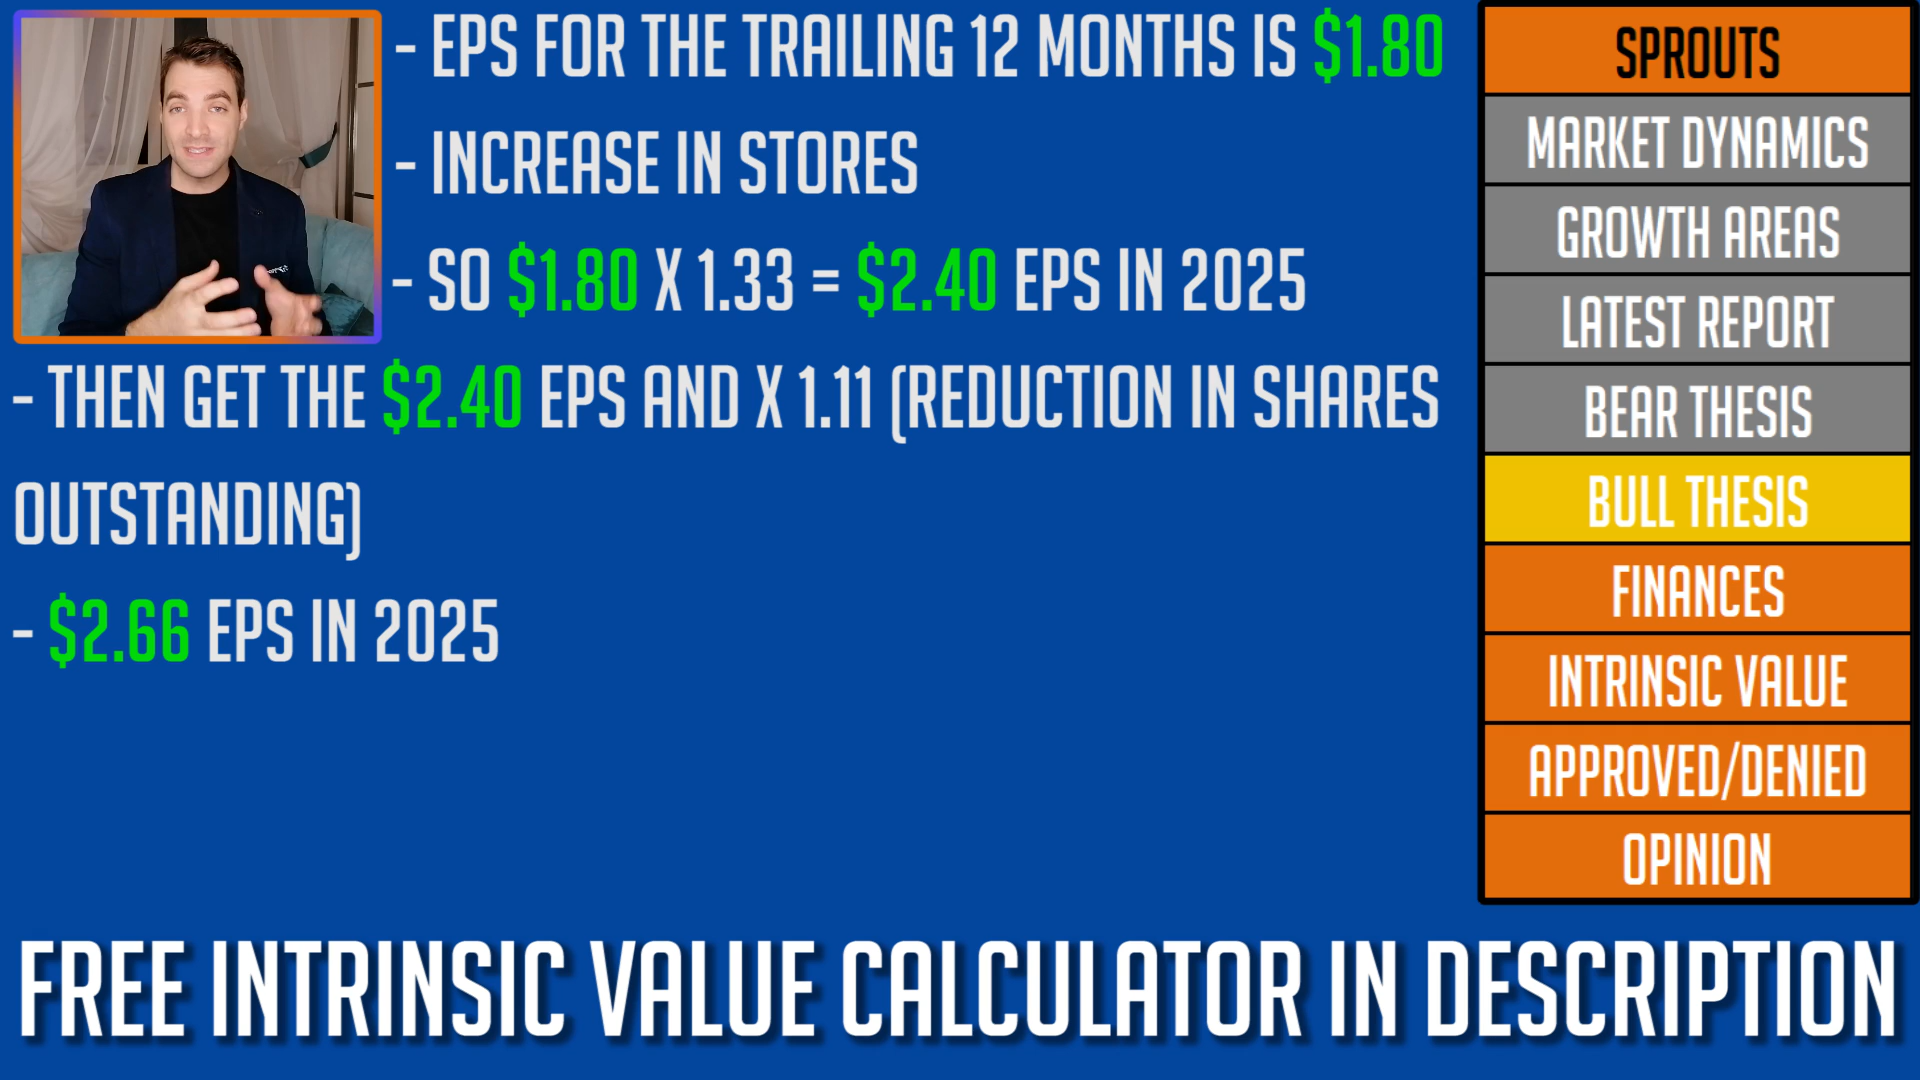 - EPS FOR THE TRAILING 12 MONTHS IS $1.80
- INCREASE IN STORES
- SO $1.80 X 1.33 = $2.40 EPS IN 2025
- THEN GET THE $2.40 EPS AND X 1.11 (REDUCTION IN SHARES
OUTSTANDING)
- $2.66 EPS IN 2025
SPROUTS
MARKET DYNAMICS
GROWTH AREAS
LATEST REPORT
BEAR THESIS
BULL THESIS
FINANCES
INTRINSIC VALUE
APPROVED/DENIED
OPINION
FREE INTRINSIC VALUE CALCULATOR IN DESCRIPTION